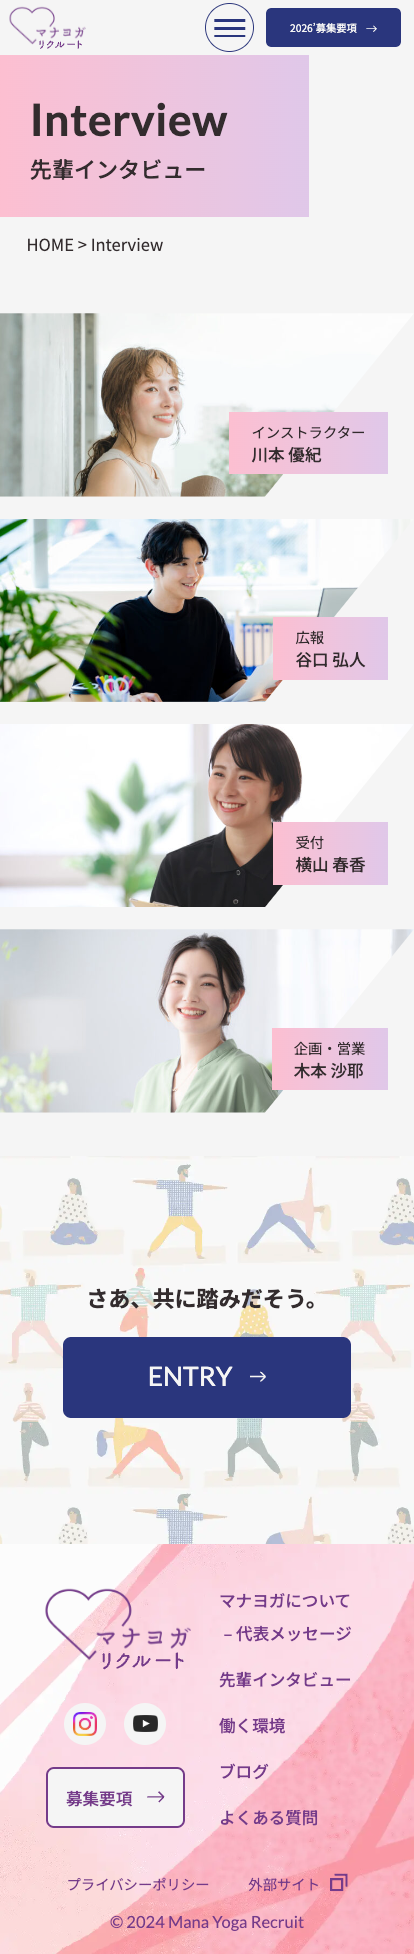 マナヨガ
リクルート
2026'募集要項 →
Interview
先輩インタビュー
HOME > Interview
インストラクター
川本 優紀
広報
谷口 弘人
受付
横山 春香
企画・営業
木本 沙耶
さあ、共に踏みだそう。
ENTRY →
マナヨガ
リクルート
募集要項 →
マナヨガについて
– 代表メッセージ
先輩インタビュー
働く環境
ブログ
よくある質問
プライバシーポリシー
外部サイト
© 2024 Mana Yoga Recruit